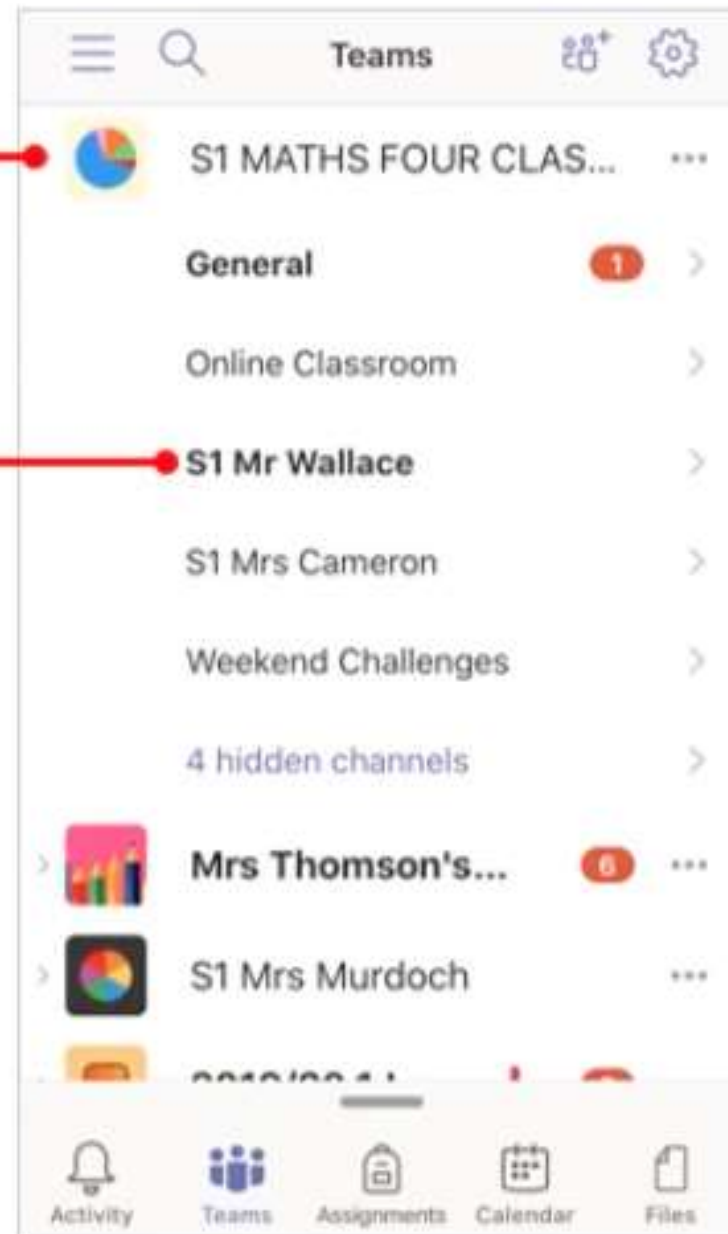 Teams
S1 MATHS FOUR CLAS... ...
General 1
Online Classroom
S1 Mr Wallace
S1 Mrs Cameron
Weekend Challenges
4 hidden channels
Mrs Thomson's... 6 ...
S1 Mrs Murdoch ...
Activity Teams Assignments Calendar Files